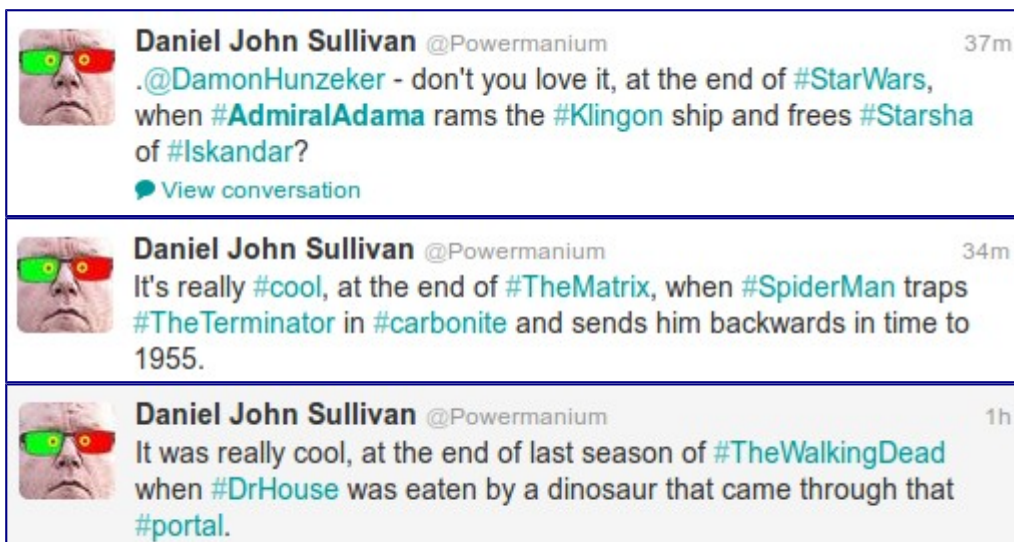 Daniel John Sullivan @Powermanium 37m
.@DamonHunzeker - don't you love it, at the end of #StarWars,
when #AdmiralAdama rams the #Klingon ship and frees #Starsha
of #Iskandar?
View conversation
Daniel John Sullivan @Powermanium 34m
It's really #cool, at the end of #TheMatrix, when #SpiderMan traps
#TheTerminator in #carbonite and sends him backwards in time to
1955.
Daniel John Sullivan @Powermanium 1h
It was really cool, at the end of last season of #TheWalkingDead
when #DrHouse was eaten by a dinosaur that came through that
#portal.